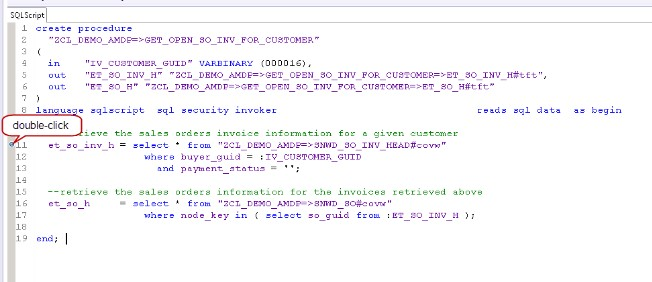 SQLScript
1 create procedure
2 "ZCL_DEMO_AMDP=>GET_OPEN_SO_INV_FOR_CUSTOMER"
3 (
4 in "IV_CUSTOMER_GUID" VARBINARY (000016),
5 out "ET_SO_INV_H" "ZCL_DEMO_AMDP=>GET_OPEN_SO_INV_FOR_CUSTOMER=>ET_SO_INV_H#tft",
6 out "ET_SO_H" "ZCL_DEMO_AMDP=>GET_OPEN_SO_INV_FOR_CUSTOMER=>ET_SO_H#tft"
7 )
8 language sqlscript sql security invoker reads sql data as begin
double-click
rieve the sales orders invoice information for a given customer
11 et_so_inv_h = select * from "ZCL_DEMO_AMDP=>SNWD_SO_INV_HEAD#covw"
12 where buyer_guid = :IV_CUSTOMER_GUID
13 and payment_status = '';
14
15 --retrieve the sales orders information for the invoices retrieved above
16 et_so_h = select * from "ZCL_DEMO_AMDP=>SNWD_SO#covw"
17 where node_key in ( select so_guid from :ET_SO_INV_H );
18
19 end;